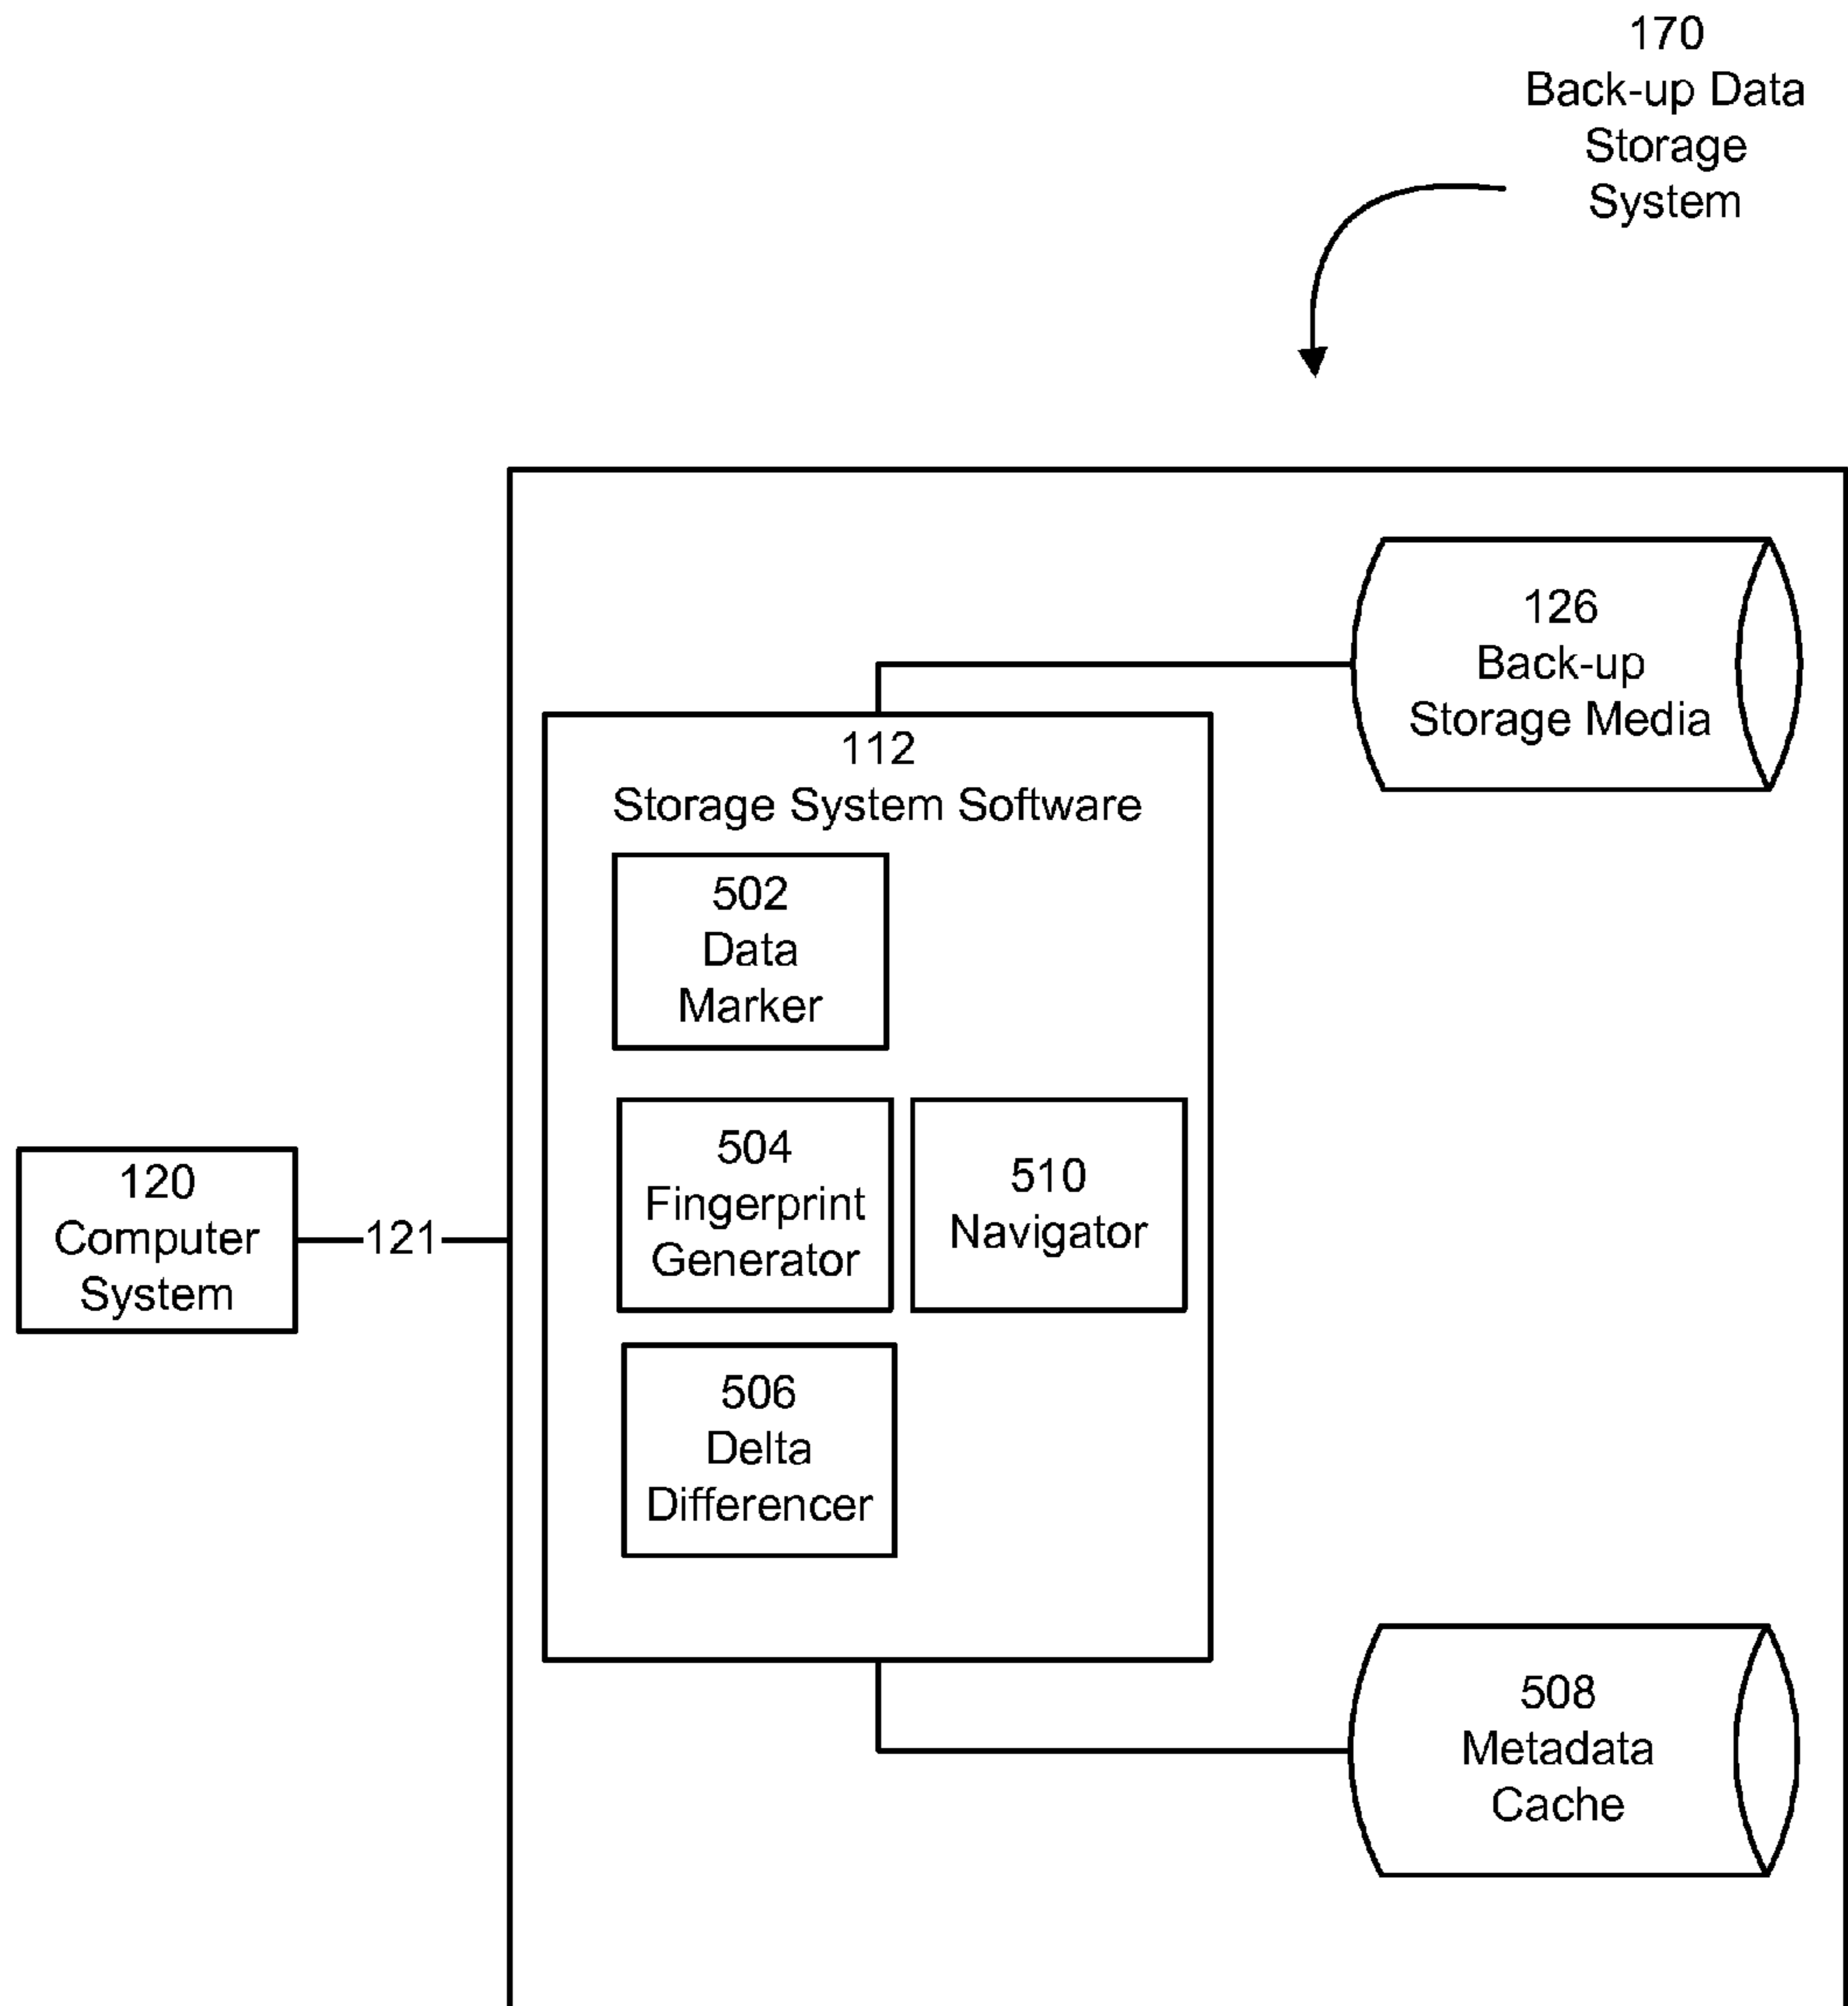 170
Back-up Data
Storage
System
126
Back-up
Storage Media
112
Storage System Software
502
Data
Marker
504
Fingerprint
Generator
510
Navigator
120
Computer
System
121
506
Delta
Differencer
508
Metadata
Cache